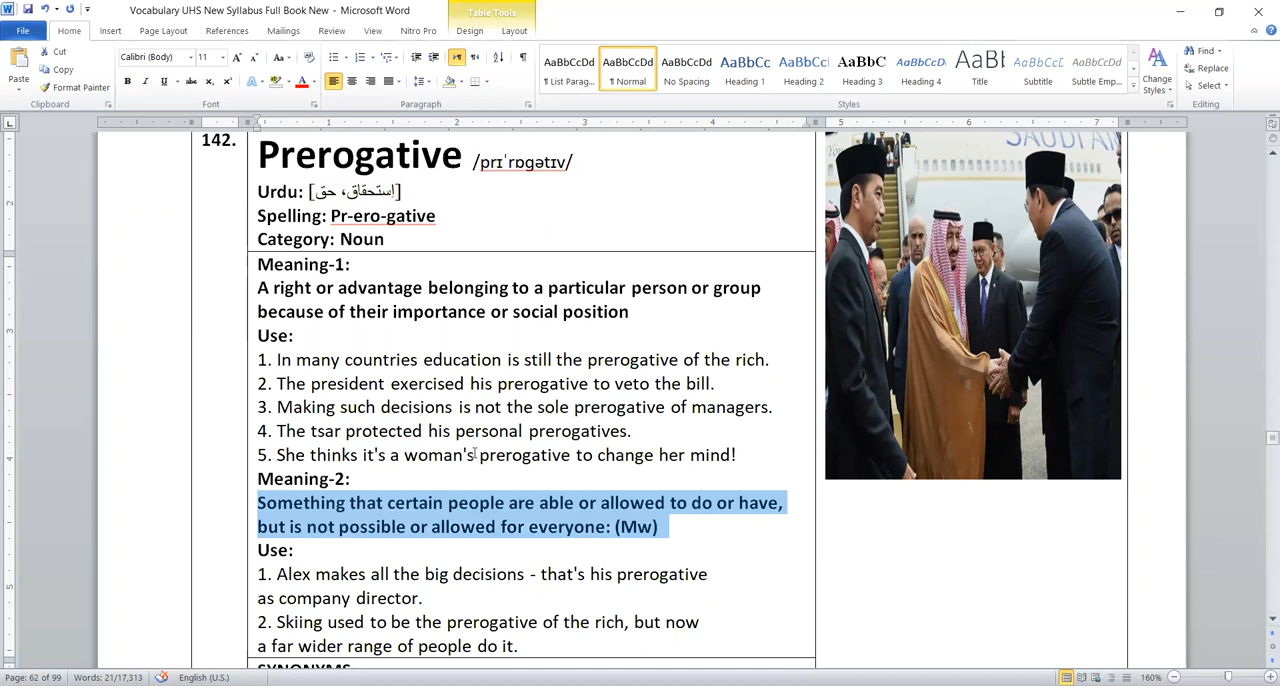 Vocabulary UHS New Syllabus Full Book New - Microsoft Word
Table Tools
File Home Insert Page Layout References Mailings Review View Nitro Pro Design Layout
Paste
Cut
Copy
Format Painter
Clipboard
Calibri (Body) 11
Font
Paragraph
AaBbCcDd AaBbCcDd AaBbCcDd AaBbCc AaBbCc AaBbC AaBbCcDc AaB AaBbCcL AaBbCcDd
¶ List Parag... ¶ Normal No Spacing Heading 1 Heading 2 Heading 3 Heading 4 Title Subtitle Subtle Emp...
Change Styles
Styles
Find
Replace
Select
Editing
1 2 3 4 5 6 7
142.
Prerogative /prɪˈrɒɡətɪv/
Urdu: [اِستحقاق، حق]
Spelling: Pr-ero-gative
Category: Noun
Meaning-1:
A right or advantage belonging to a particular person or group
because of their importance or social position
Use:
1. In many countries education is still the prerogative of the rich.
2. The president exercised his prerogative to veto the bill.
3. Making such decisions is not the sole prerogative of managers.
4. The tsar protected his personal prerogatives.
5. She thinks it's a woman's prerogative to change her mind!
Meaning-2:
Something that certain people are able or allowed to do or have,
but is not possible or allowed for everyone: (Mw)
Use:
1. Alex makes all the big decisions - that's his prerogative
as company director.
2. Skiing used to be the prerogative of the rich, but now
a far wider range of people do it.
SYNONYMS
SAUDI
Page: 62 of 99 Words: 21/17,313 English (U.S.) 160%